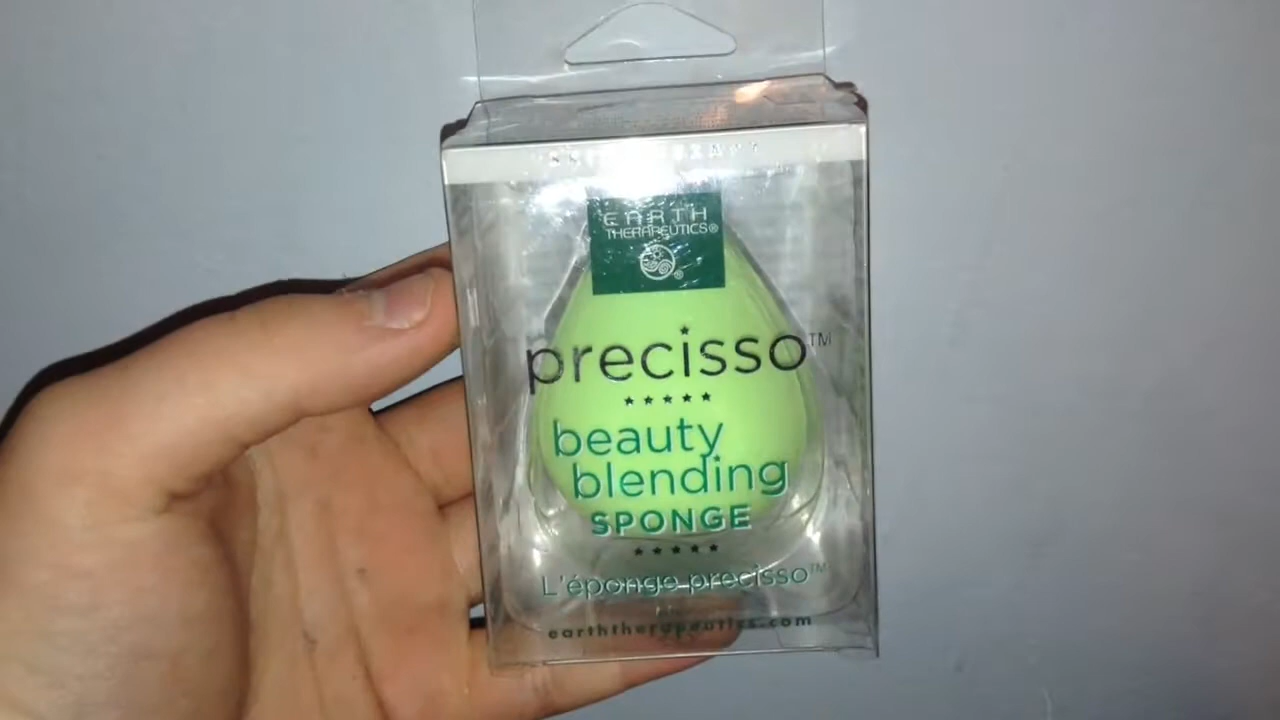 EARTH
THERAPEUTICS®
®
precisso™
★★★★★
beauty
blending
SPONGE
★★★★★
L'éponge precisso™
earththerapeutics.com